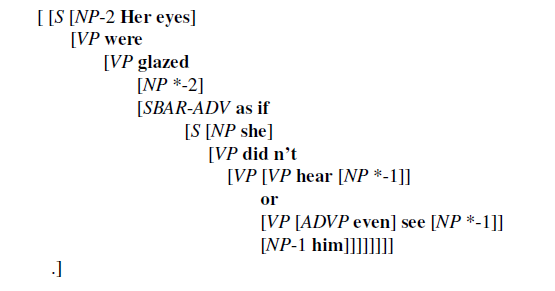 [ [S [NP-2 Her eyes]
[VP were
[VP glazed
[NP *-2]
[SBAR-ADV as if
[S [NP she]
[VP did n't
[VP [VP hear [NP *-1]]
or
[VP [ADVP even] see [NP *-1]]
[NP-1 him]]]]]]]]
.]